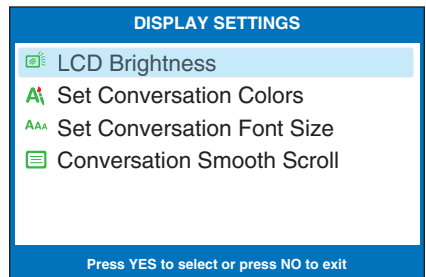 DISPLAY SETTINGS
LCD Brightness
Set Conversation Colors
Set Conversation Font Size
Conversation Smooth Scroll
Press YES to select or press NO to exit